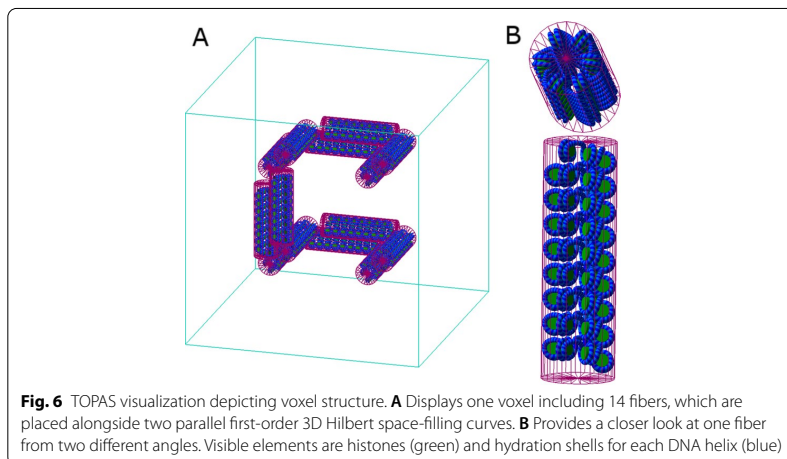 A
B
Fig. 6 TOPAS visualization depicting voxel structure. A Displays one voxel including 14 fibers, which are
placed alongside two parallel first-order 3D Hilbert space-filling curves. B Provides a closer look at one fiber
from two different angles. Visible elements are histones (green) and hydration shells for each DNA helix (blue)